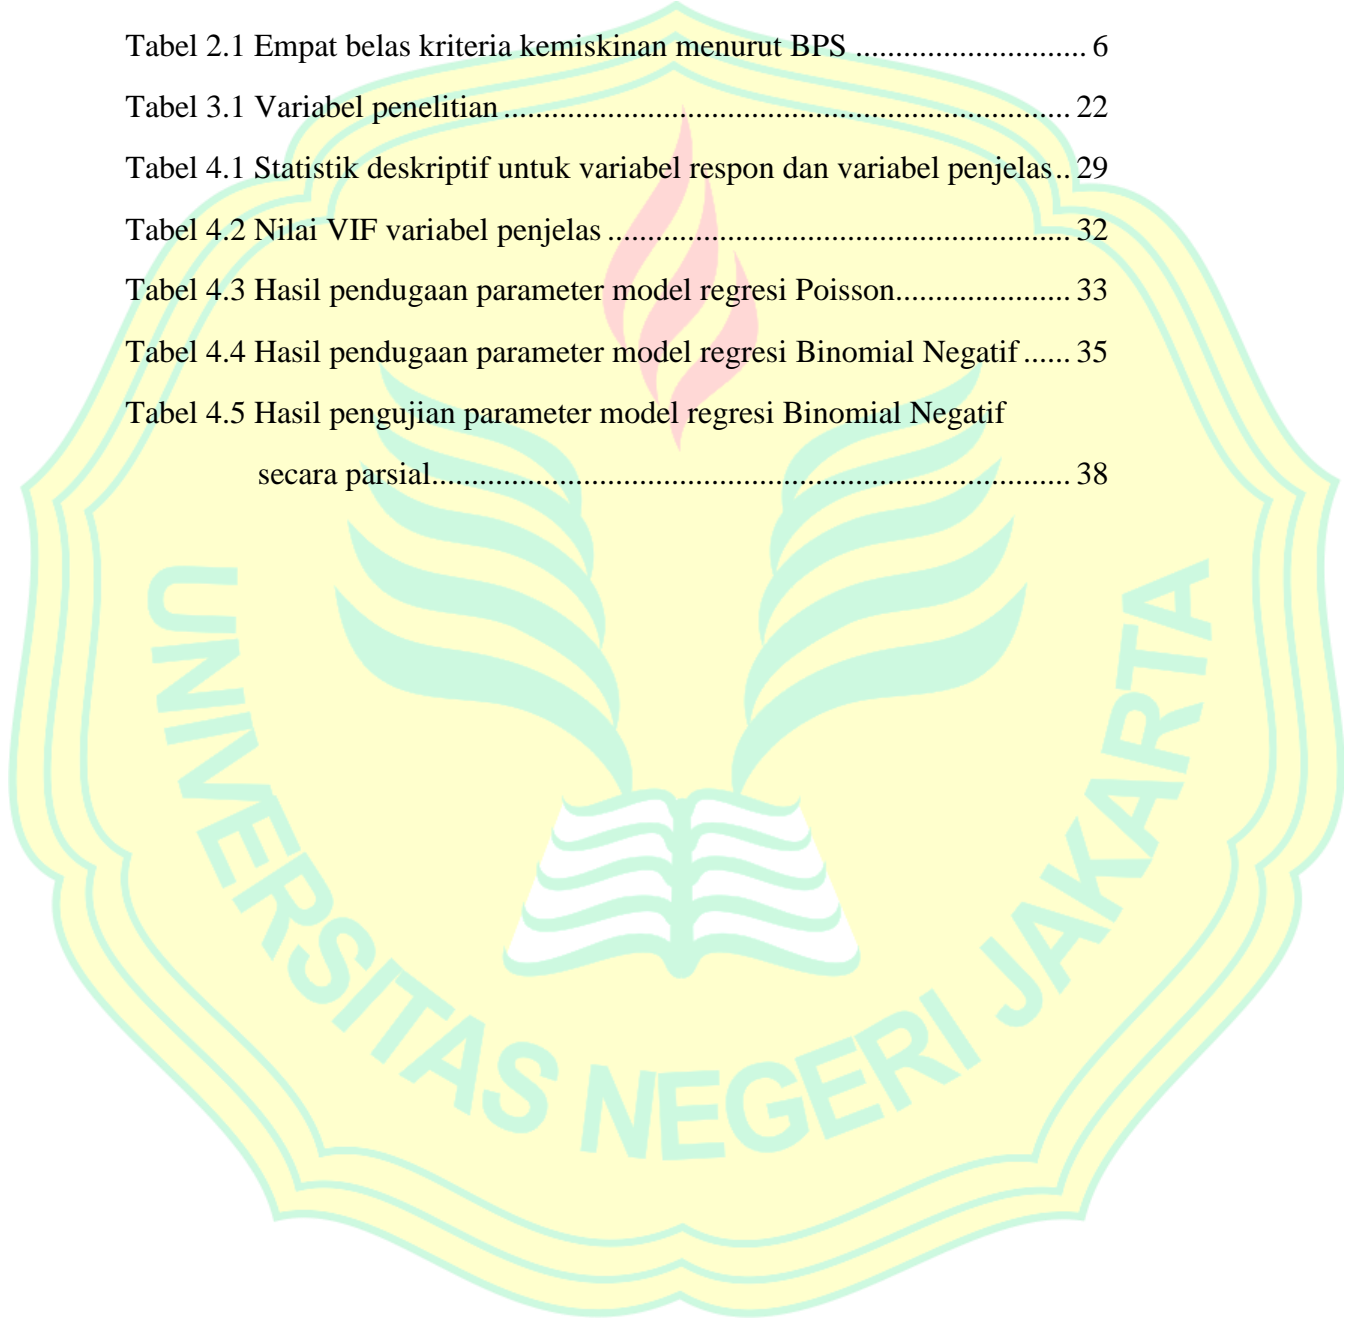 Tabel 2.1 Empat belas kriteria kemiskinan menurut BPS ............................. 6
Tabel 3.1 Variabel penelitian ....................................................................... 22
Tabel 4.1 Statistik deskriptif untuk variabel respon dan variabel penjelas.. 29
Tabel 4.2 Nilai VIF variabel penjelas .......................................................... 32
Tabel 4.3 Hasil pendugaan parameter model regresi Poisson...................... 33
Tabel 4.4 Hasil pendugaan parameter model regresi Binomial Negatif ...... 35
Tabel 4.5 Hasil pengujian parameter model regresi Binomial Negatif
secara parsial................................................................................ 38
UNIVERSITAS NEGERI JAKARTA